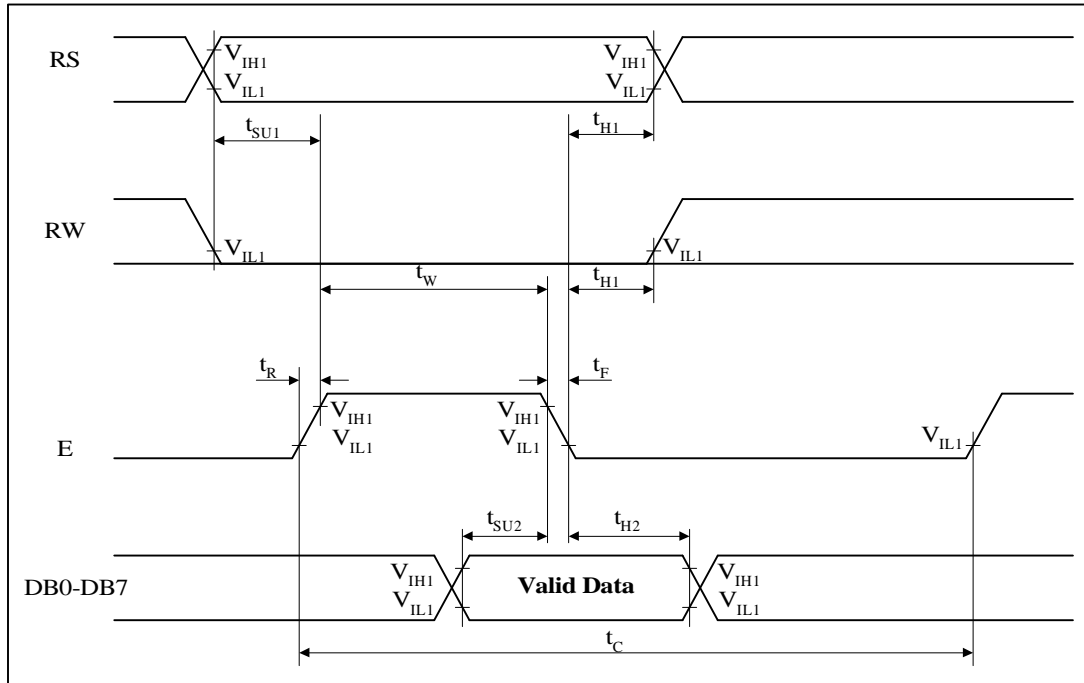 RS
V_IH1
V_IL1
V_IH1
V_IL1
t_SU1
t_H1
RW
V_IL1
V_IL1
t_W
t_H1
t_R
t_F
E
V_IH1
V_IL1
V_IH1
V_IL1
V_IL1
t_SU2
t_H2
DB0-DB7
V_IH1
V_IL1
Valid Data
V_IH1
V_IL1
t_C